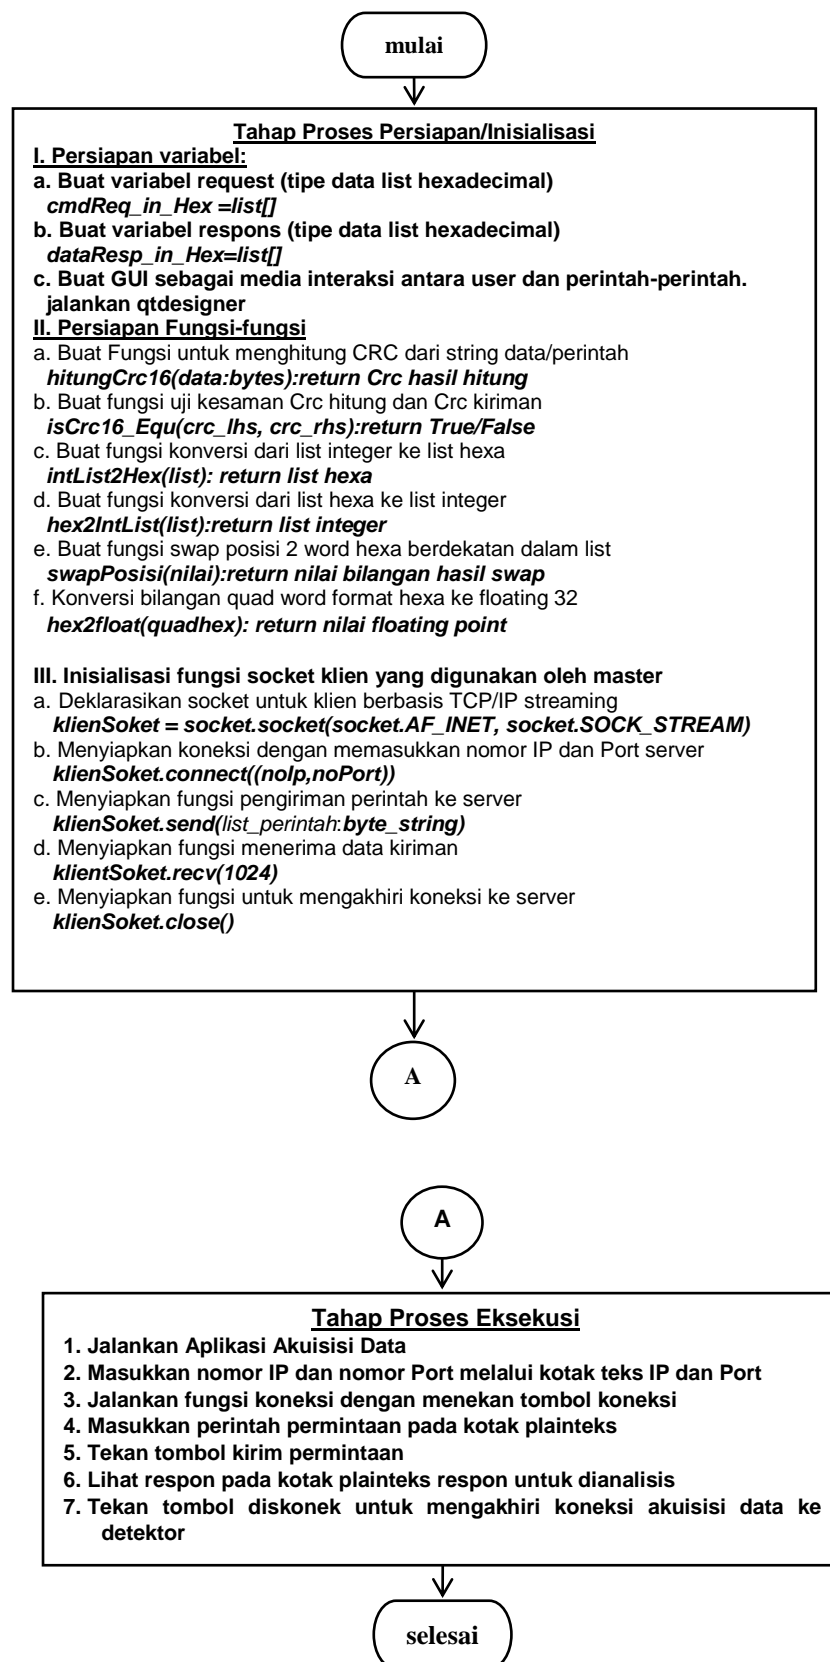 mulai
Tahap Proses Persiapan/Inisialisasi
I. Persiapan variabel:
a. Buat variabel request (tipe data list hexadecimal)
cmdReq_in_Hex =list[]
b. Buat variabel respons (tipe data list hexadecimal)
dataResp_in_Hex=list[]
c. Buat GUI sebagai media interaksi antara user dan perintah-perintah.
jalankan qtdesigner
II. Persiapan Fungsi-fungsi
a. Buat Fungsi untuk menghitung CRC dari string data/perintah
hitungCrc16(data:bytes):return Crc hasil hitung
b. Buat fungsi uji kesaman Crc hitung dan Crc kiriman
isCrc16_Equ(crc_lhs, crc_rhs):return True/False
c. Buat fungsi konversi dari list integer ke list hexa
intList2Hex(list): return list hexa
d. Buat fungsi konversi dari list hexa ke list integer
hex2IntList(list):return list integer
e. Buat fungsi swap posisi 2 word hexa berdekatan dalam list
swapPosisi(nilai):return nilai bilangan hasil swap
f. Konversi bilangan quad word format hexa ke floating 32
hex2float(quadhex): return nilai floating point
III. Inisialisasi fungsi socket klien yang digunakan oleh master
a. Deklarasikan socket untuk klien berbasis TCP/IP streaming
klienSoket = socket.socket(socket.AF_INET, socket.SOCK_STREAM)
b. Menyiapkan koneksi dengan memasukkan nomor IP dan Port server
klienSoket.connect((noIp,noPort))
c. Menyiapkan fungsi pengiriman perintah ke server
klienSoket.send(list_perintah:byte_string)
d. Menyiapkan fungsi menerima data kiriman
klientSoket.recv(1024)
e. Menyiapkan fungsi untuk mengakhiri koneksi ke server
klienSoket.close()
A
A
Tahap Proses Eksekusi
1. Jalankan Aplikasi Akuisisi Data
2. Masukkan nomor IP dan nomor Port melalui kotak teks IP dan Port
3. Jalankan fungsi koneksi dengan menekan tombol koneksi
4. Masukkan perintah permintaan pada kotak plainteks
5. Tekan tombol kirim permintaan
6. Lihat respon pada kotak plainteks respon untuk dianalisis
7. Tekan tombol diskonek untuk mengakhiri koneksi akuisisi data ke
detektor
selesai